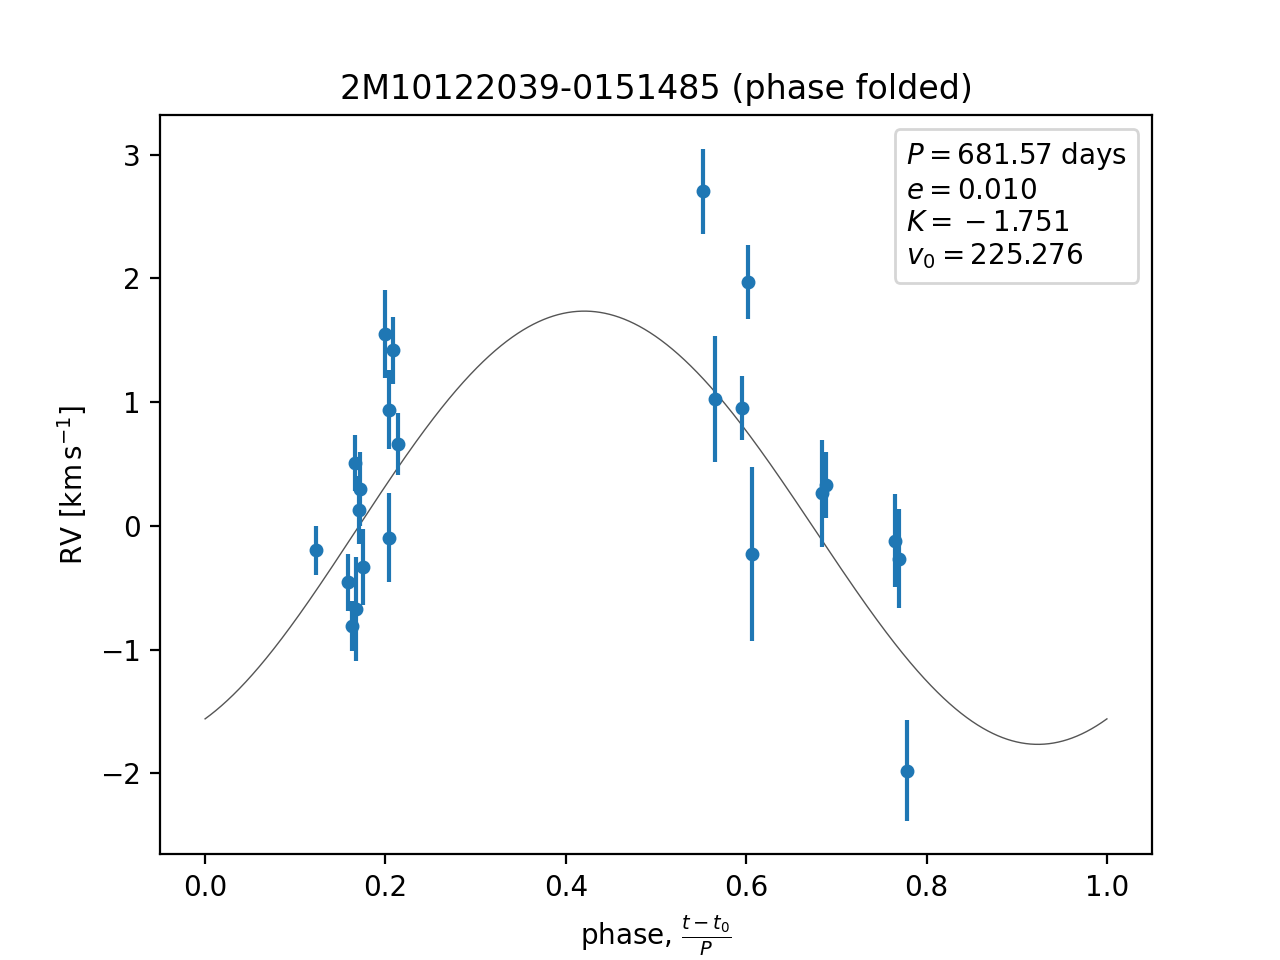 2M10122039-0151485 (phase folded)
P = 681.57 days
e = 0.010
K = −1.751
v₀ = 225.276
3
2
1
0
−1
−2
RV [km s⁻¹]
0.0 0.2 0.4 0.6 0.8 1.0
phase, (t − t₀)/P